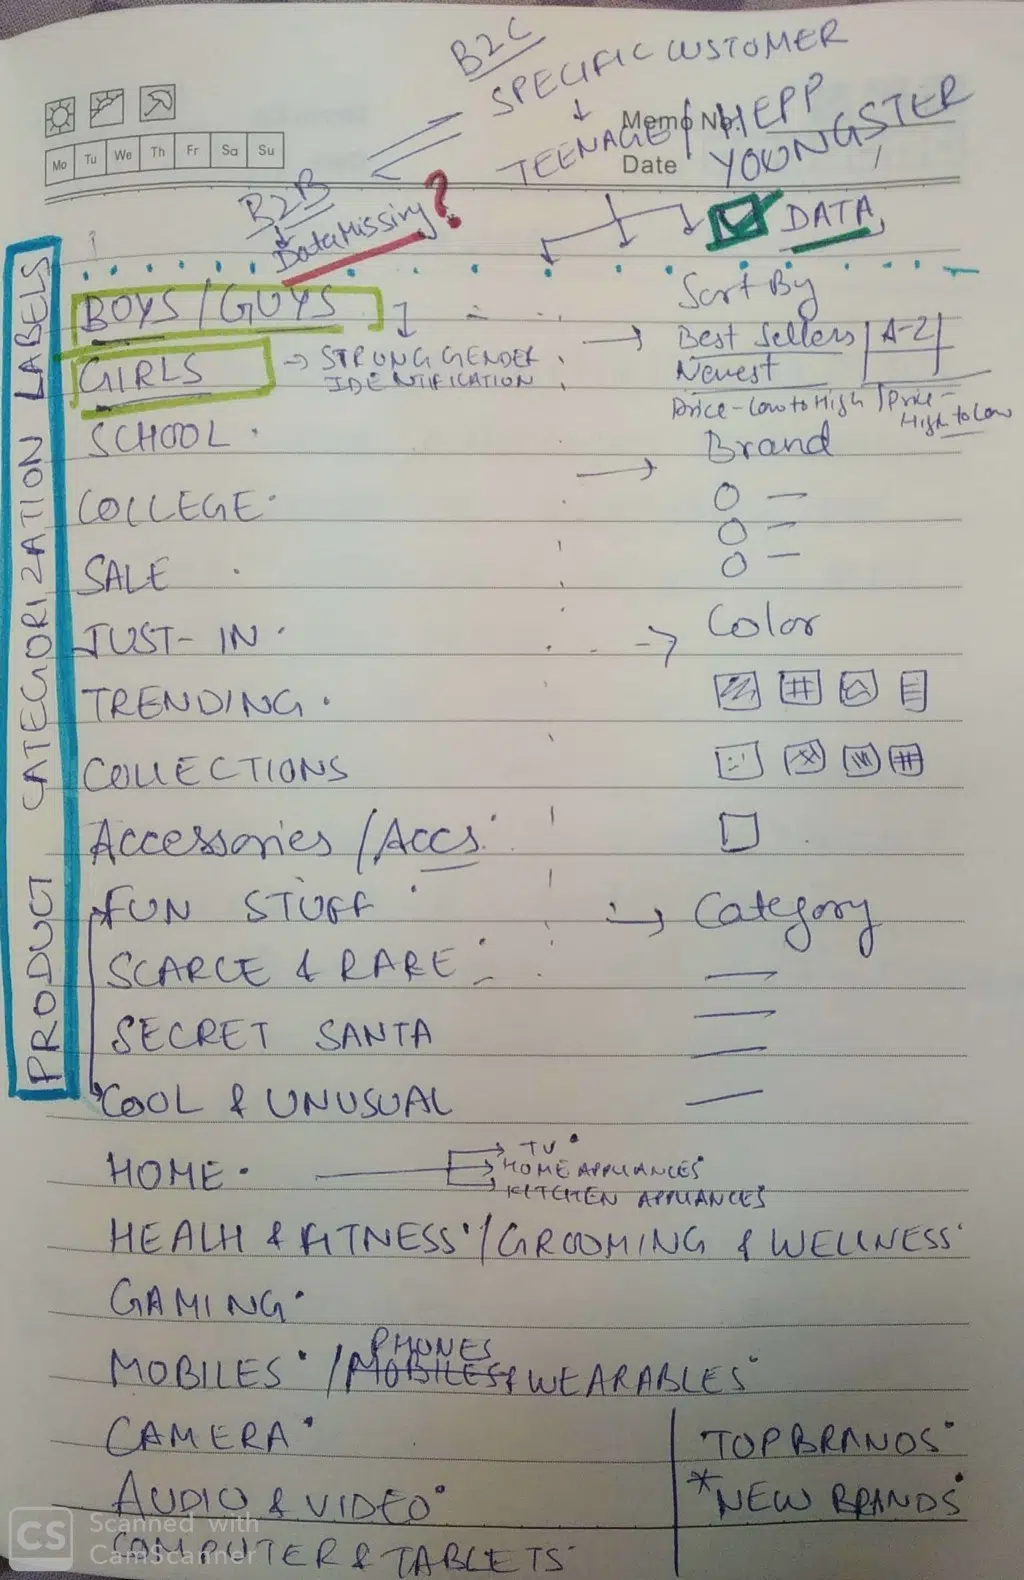 B2C
SPECIFIC CUSTOMER
↓
TEENAGE / HEPP
YOUNGSTER
Memo No.
Date
Mo Tu We Th Fr Sa Su
B2B
Data Missing ?
DATA
PRODUCT CATEGORIZATION LABELS
BOYS / GUYS
GIRLS → STRONG GENDER
IDENTIFICATION
SCHOOL
COLLEGE
SALE
JUST-IN
TRENDING
COLLECTIONS
Accessories / Accs
FUN STUFF
SCARCE & RARE
SECRET SANTA
COOL & UNUSUAL
Sort By
→ Best Sellers | A-Z |
Newest
Price - Low to High | Price -
High to Low
→ Brand
→ Color
→ Category
HOME
→ TV
→ HOME APPLIANCES
→ KITCHEN APPLIANCES
HEALH & FITNESS / GROOMING & WELLNESS
GAMING
PHONES
MOBILES / MOBILES & WEARABLES
CAMERA
AUDIO & VIDEO
COMPUTER & TABLETS
TOP BRANDS
*NEW BRANDS
CS Scanned with
CamScanner